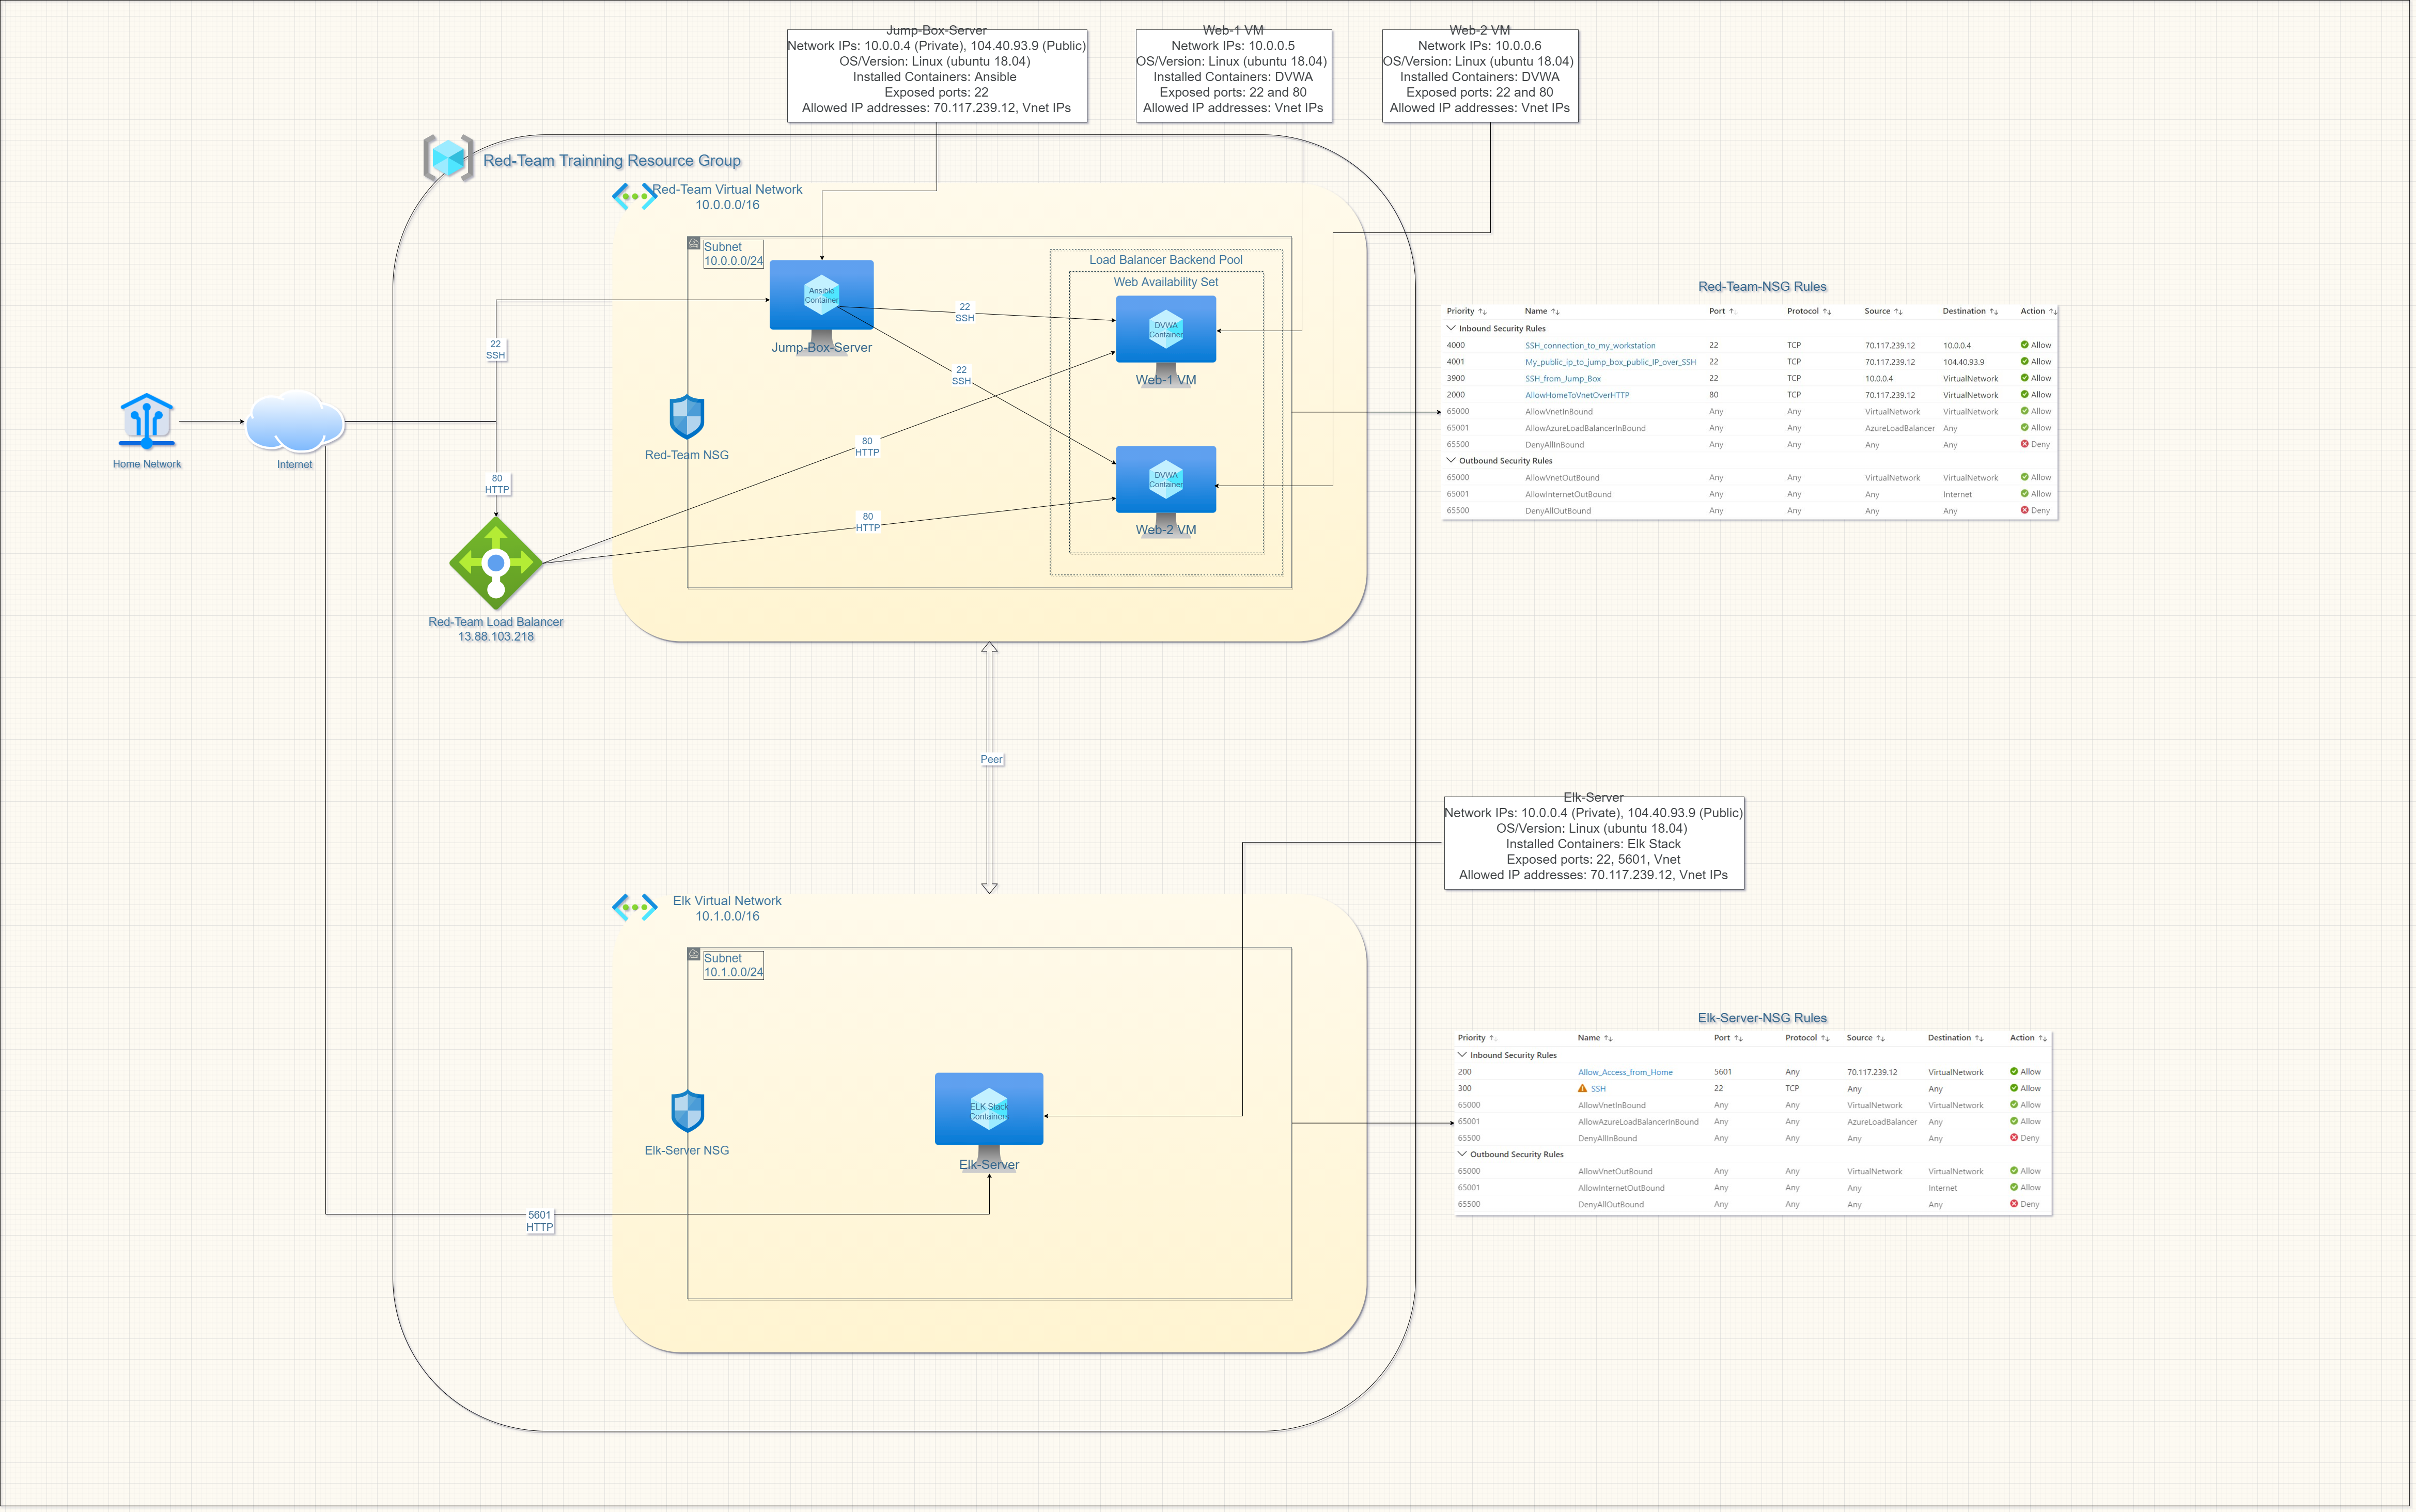 Jump-Box-Server
Network IPs: 10.0.0.4 (Private), 104.40.93.9 (Public)
OS/Version: Linux (ubuntu 18.04)
Installed Containers: Ansible
Exposed ports: 22
Allowed IP addresses: 70.117.239.12, Vnet IPs
Web-1 VM
Network IPs: 10.0.0.5
OS/Version: Linux (ubuntu 18.04)
Installed Containers: DVWA
Exposed ports: 22 and 80
Allowed IP addresses: Vnet IPs
Web-2 VM
Network IPs: 10.0.0.6
OS/Version: Linux (ubuntu 18.04)
Installed Containers: DVWA
Exposed ports: 22 and 80
Allowed IP addresses: Vnet IPs
Red-Team Trainning Resource Group
Red-Team Virtual Network
10.0.0.0/16
Subnet
10.0.0.0/24
Ansible
Container
Jump-Box-Server
Load Balancer Backend Pool
Web Availability Set
DVWA
Container
Web-1 VM
22
SSH
22
SSH
22
SSH
Red-Team NSG
80
HTTP
80
HTTP
80
HTTP
DVWA
Container
Web-2 VM
Home Network
Internet
Red-Team Load Balancer
13.88.103.218
Red-Team-NSG Rules
Priority Name Port Protocol Source Destination Action
Inbound Security Rules
4000 SSH_connection_to_my_workstation 22 TCP 70.117.239.12 10.0.0.4 Allow
4001 My_public_ip_to_jump_box_public_IP_over_SSH 22 TCP 70.117.239.12 104.40.93.9 Allow
3900 SSH_from_Jump_Box 22 TCP 10.0.0.4 VirtualNetwork Allow
2000 AllowHomeToVnetOverHTTP 80 TCP 70.117.239.12 VirtualNetwork Allow
65000 AllowVnetInBound Any Any VirtualNetwork VirtualNetwork Allow
65001 AllowAzureLoadBalancerInBound Any Any AzureLoadBalancer Any Allow
65500 DenyAllInBound Any Any Any Any Deny
Outbound Security Rules
65000 AllowVnetOutBound Any Any VirtualNetwork VirtualNetwork Allow
65001 AllowInternetOutBound Any Any Any Internet Allow
65500 DenyAllOutBound Any Any Any Any Deny
Peer
Elk-Server
Network IPs: 10.0.0.4 (Private), 104.40.93.9 (Public)
OS/Version: Linux (ubuntu 18.04)
Installed Containers: Elk Stack
Exposed ports: 22, 5601, Vnet
Allowed IP addresses: 70.117.239.12, Vnet IPs
Elk Virtual Network
10.1.0.0/16
Subnet
10.1.0.0/24
ELK Stack
Containers
Elk-Server
Elk-Server NSG
5601
HTTP
Elk-Server-NSG Rules
Priority Name Port Protocol Source Destination Action
Inbound Security Rules
200 Allow_Access_from_Home 5601 Any 70.117.239.12 VirtualNetwork Allow
300 SSH 22 TCP Any Any Allow
65000 AllowVnetInBound Any Any VirtualNetwork VirtualNetwork Allow
65001 AllowAzureLoadBalancerInBound Any Any AzureLoadBalancer Any Allow
65500 DenyAllInBound Any Any Any Any Deny
Outbound Security Rules
65000 AllowVnetOutBound Any Any VirtualNetwork VirtualNetwork Allow
65001 AllowInternetOutBound Any Any Any Internet Allow
65500 DenyAllOutBound Any Any Any Any Deny